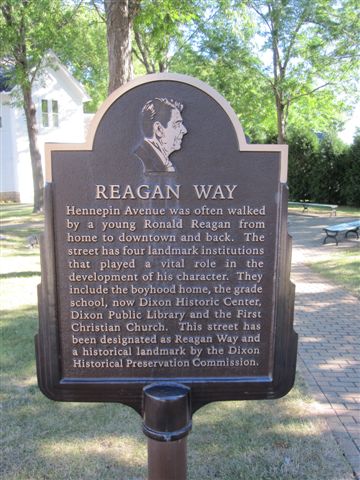 REAGAN WAY
Hennepin Avenue was often walked
by a young Ronald Reagan from
home to downtown and back. The
street has four landmark institutions
that played a vital role in the
development of his character. They
include the boyhood home, the grade
school, now Dixon Historic Center,
Dixon Public Library and the First
Christian Church. This street has
been designated as Reagan Way and
a historical landmark by the Dixon
Historical Preservation Commission.